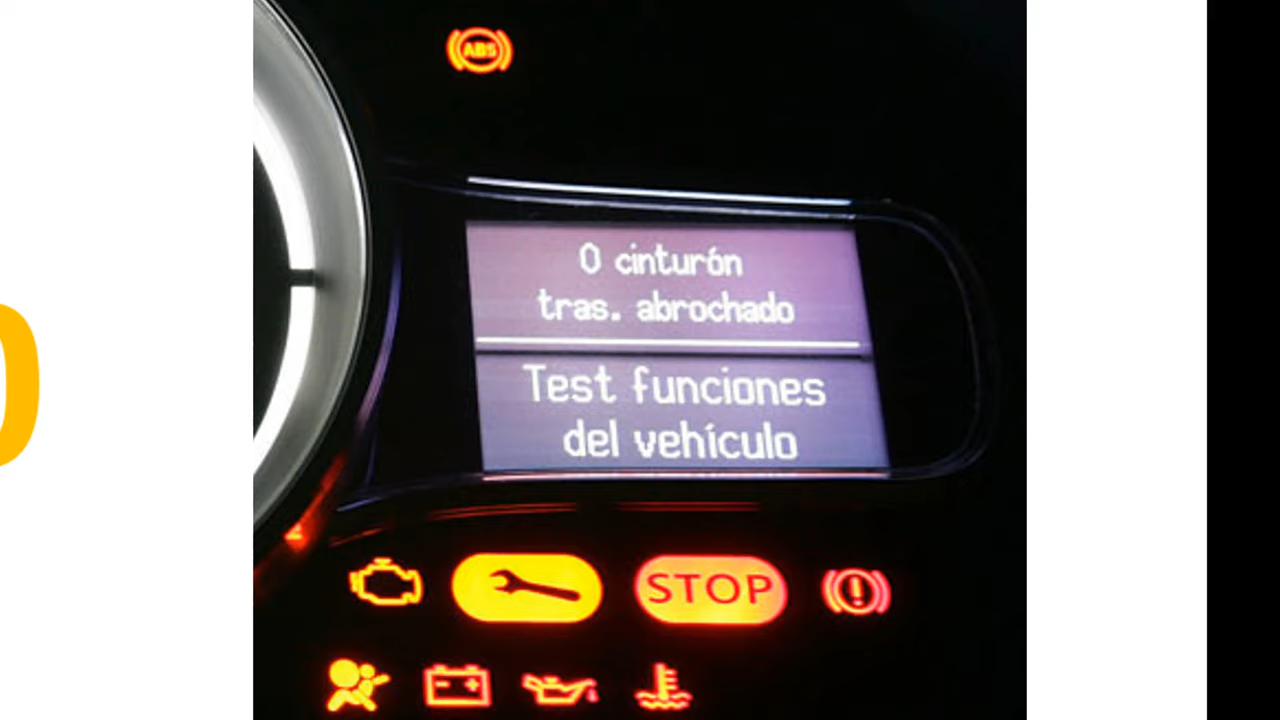 ABS
0 cinturón
tras. abrochado
Test funciones
del vehículo
STOP